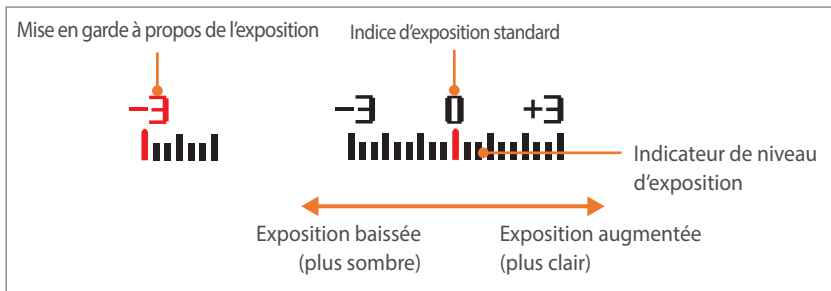 Mise en garde à propos de l’exposition
Indice d’exposition standard
-3
-3 0 +3
Indicateur de niveau
d’exposition
Exposition baissée
(plus sombre)
Exposition augmentée
(plus clair)